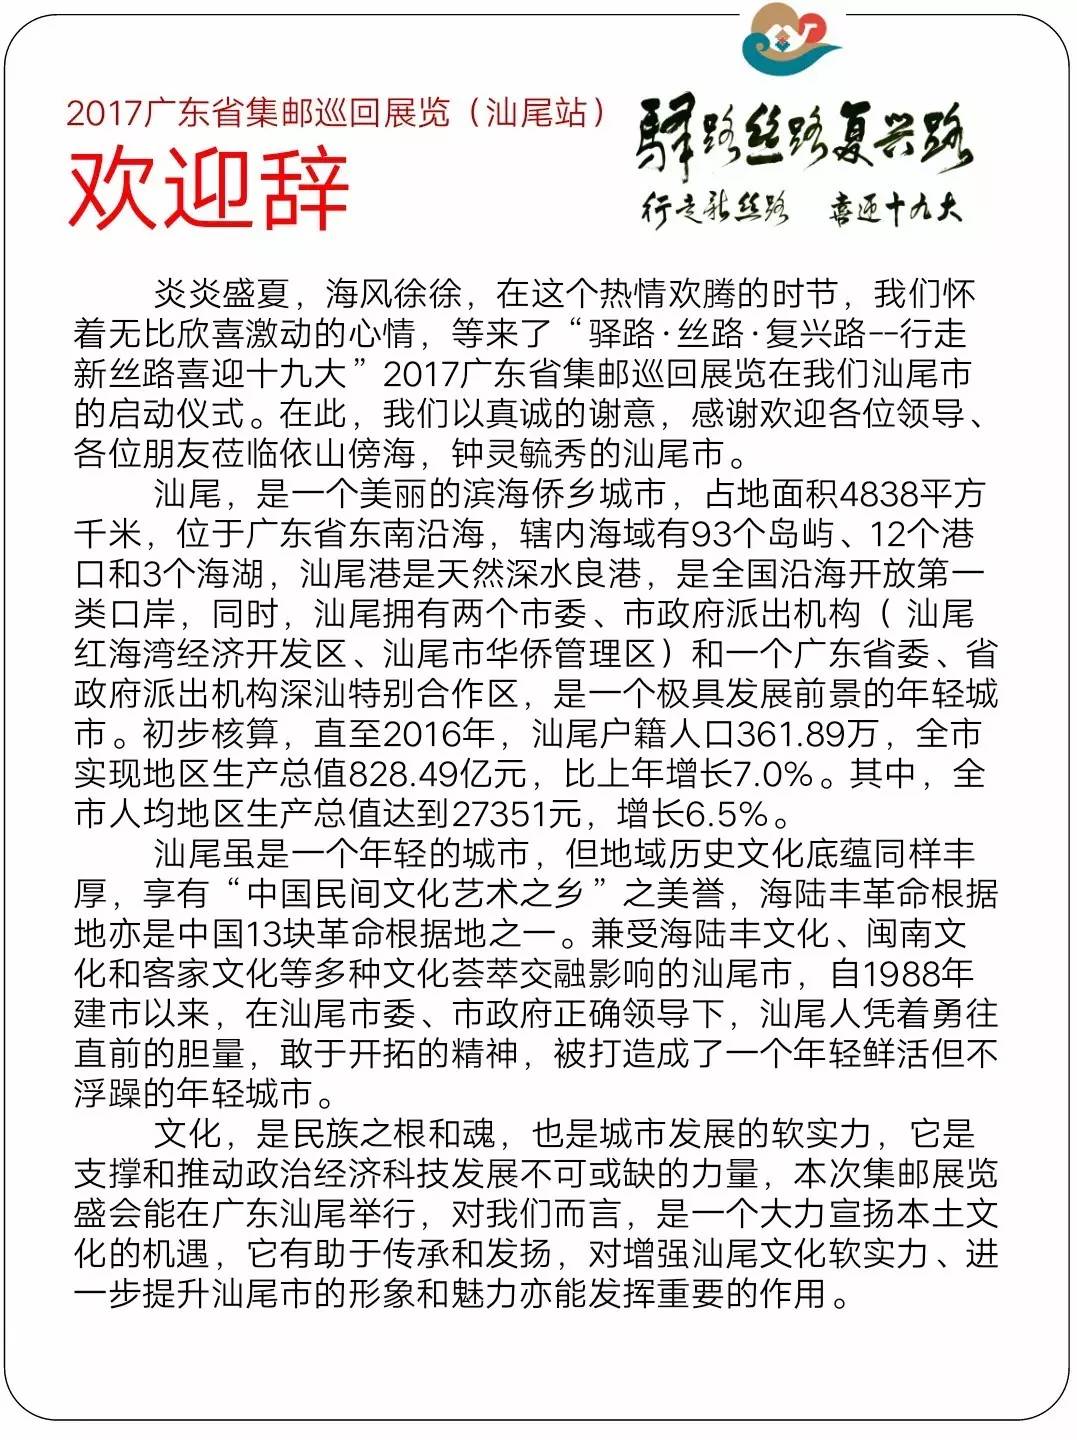 2017广东省集邮巡回展览（汕尾站）
欢迎辞
驿路丝路复兴路
行走新丝路 喜迎十九大
炎炎盛夏，海风徐徐，在这个热情欢腾的时节，我们怀
着无比欣喜激动的心情，等来了“驿路·丝路·复兴路--行走
新丝路喜迎十九大”2017广东省集邮巡回展览在我们汕尾市
的启动仪式。在此，我们以真诚的谢意，感谢欢迎各位领导、
各位朋友莅临依山傍海，钟灵毓秀的汕尾市。
汕尾，是一个美丽的滨海侨乡城市，占地面积4838平方
千米，位于广东省东南沿海，辖内海域有93个岛屿、12个港
口和3个海湖，汕尾港是天然深水良港，是全国沿海开放第一
类口岸，同时，汕尾拥有两个市委、市政府派出机构（ 汕尾
红海湾经济开发区、汕尾市华侨管理区）和一个广东省委、省
政府派出机构深汕特别合作区，是一个极具发展前景的年轻城
市。初步核算，直至2016年，汕尾户籍人口361.89万，全市
实现地区生产总值828.49亿元，比上年增长7.0%。其中，全
市人均地区生产总值达到27351元，增长6.5%。
汕尾虽是一个年轻的城市，但地域历史文化底蕴同样丰
厚，享有“中国民间文化艺术之乡”之美誉，海陆丰革命根据
地亦是中国13块革命根据地之一。兼受海陆丰文化、闽南文
化和客家文化等多种文化荟萃交融影响的汕尾市，自1988年
建市以来，在汕尾市委、市政府正确领导下，汕尾人凭着勇往
直前的胆量，敢于开拓的精神，被打造成了一个年轻鲜活但不
浮躁的年轻城市。
文化，是民族之根和魂，也是城市发展的软实力，它是
支撑和推动政治经济科技发展不可或缺的力量，本次集邮展览
盛会能在广东汕尾举行，对我们而言，是一个大力宣扬本土文
化的机遇，它有助于传承和发扬，对增强汕尾文化软实力、进
一步提升汕尾市的形象和魅力亦能发挥重要的作用。